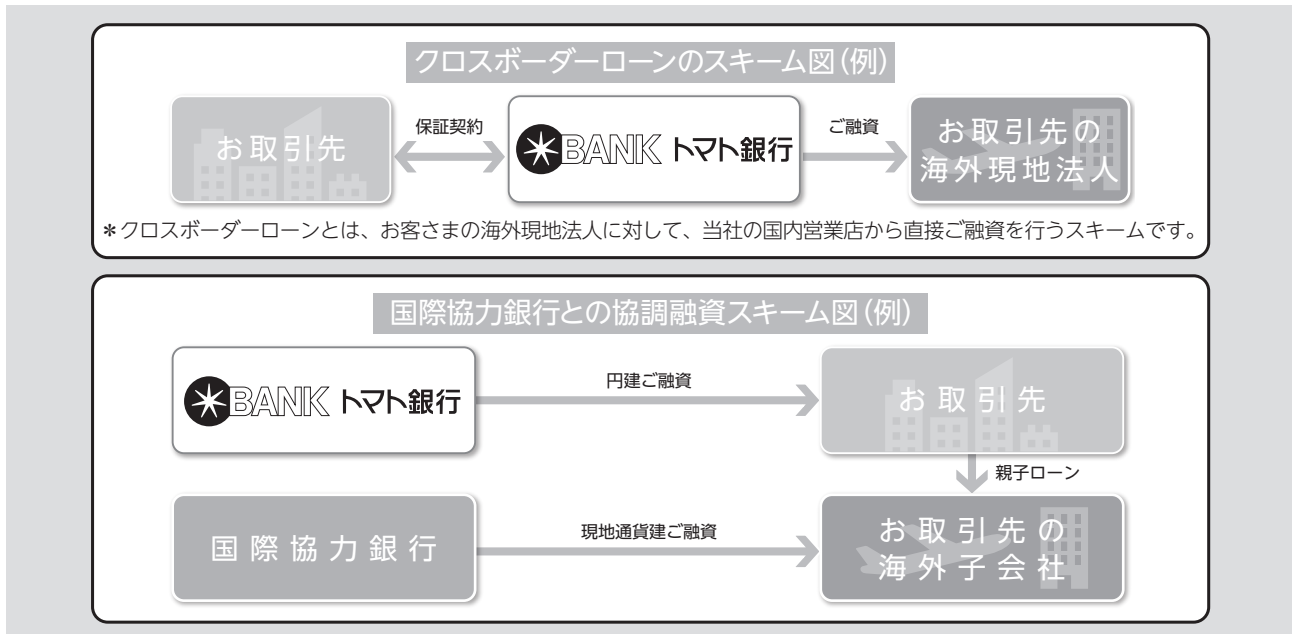 クロスボーダーローンのスキーム図(例)
お取引先
保証契約
BANK トマト銀行
ご融資
お取引先の
海外現地法人
*クロスボーダーローンとは、お客さまの海外現地法人に対して、当社の国内営業店から直接ご融資を行うスキームです。
国際協力銀行との協調融資スキーム図(例)
BANK トマト銀行
円建ご融資
お取引先
親子ローン
国際協力銀行
現地通貨建ご融資
お取引先の
海外子会社